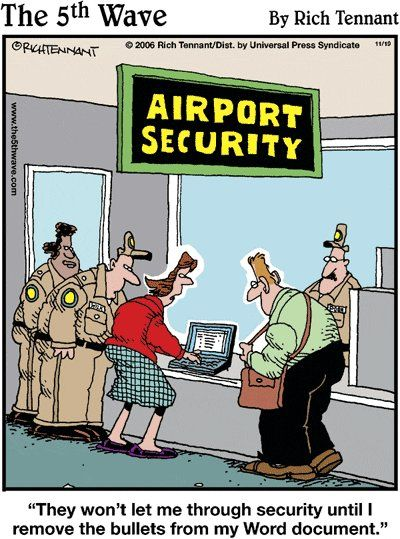 The 5th Wave
By Rich Tennant
©RICHTENNANT
© 2006 Rich Tennant/Dist. by Universal Press Syndicate
11/19
www.the5thwave.com
AIRPORT
SECURITY
“They won’t let me through security until I
remove the bullets from my Word document.”